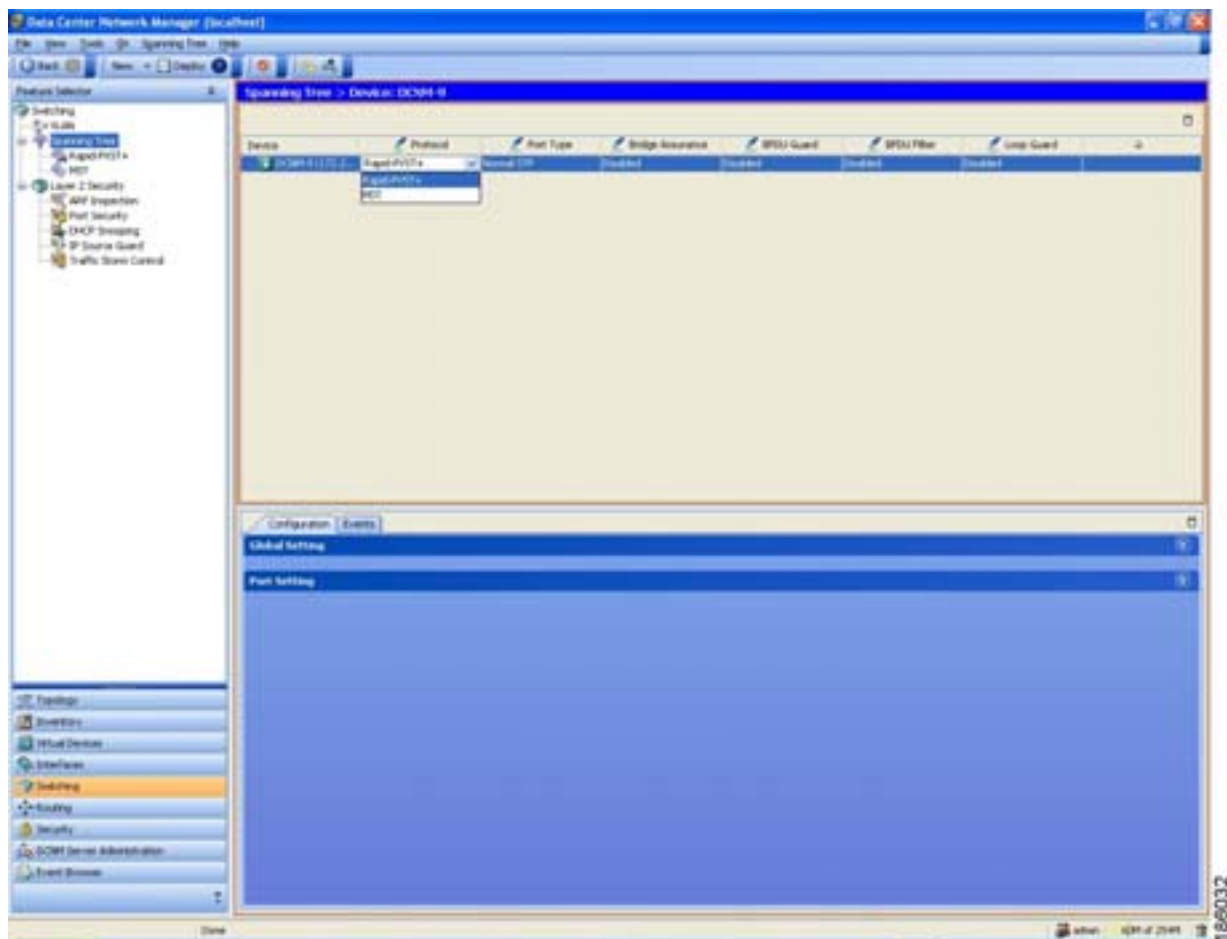 Data Center Network Manager (localhost)
File View Tools Go Spanning Tree Help
Back New Deploy
Feature Selector
Spanning Tree > Device: DCNM-9
Switching
VLAN
Spanning Tree
Rapid-PVST+
MST
Layer 2 Security
ARP Inspection
Port Security
DHCP Snooping
IP Source Guard
Traffic Storm Control
Device Protocol Port Type Bridge Assurance BPDU Guard BPDU Filter Loop Guard
Rapid-PVST+ Normal STP Disabled Disabled Disabled Disabled
Rapid-PVST+
MST
Configuration Events
Global Setting
Port Setting
Topology
Inventory
Virtual Devices
Interfaces
Switching
Routing
Security
DCNM Server Administration
Event Browser
Done admin of 254M
186032